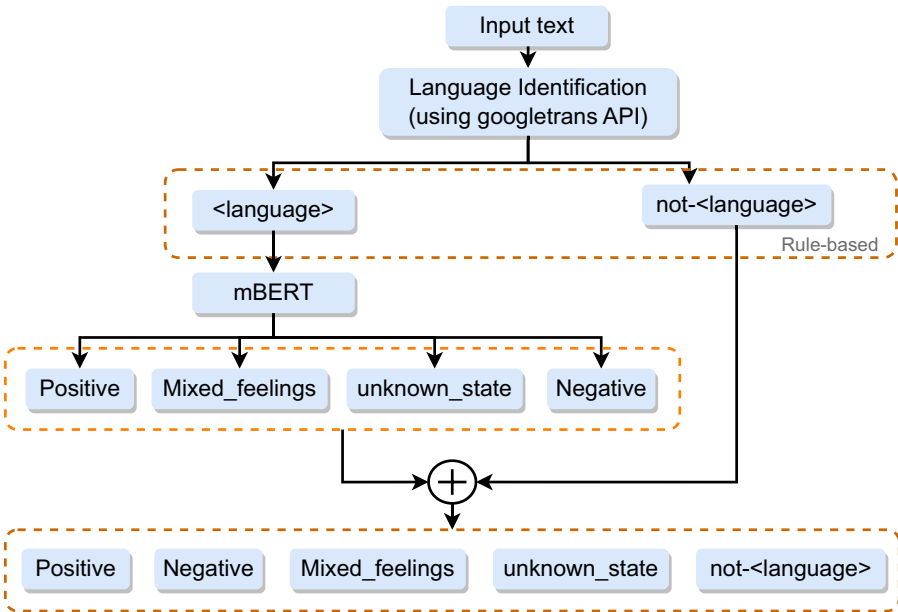 Input text
Language Identification
(using googletrans API)
<language>
not-<language>
Rule-based
mBERT
Positive
Mixed_feelings
unknown_state
Negative
Positive
Negative
Mixed_feelings
unknown_state
not-<language>